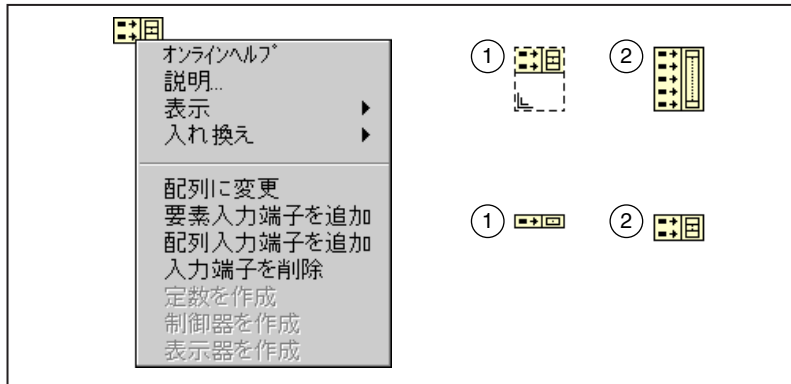 オンラインヘルプ
説明...
表示
入れ換え
配列に変更
要素入力端子を追加
配列入力端子を追加
入力端子を削除
定数を作成
制御器を作成
表示器を作成
1
2
1
2